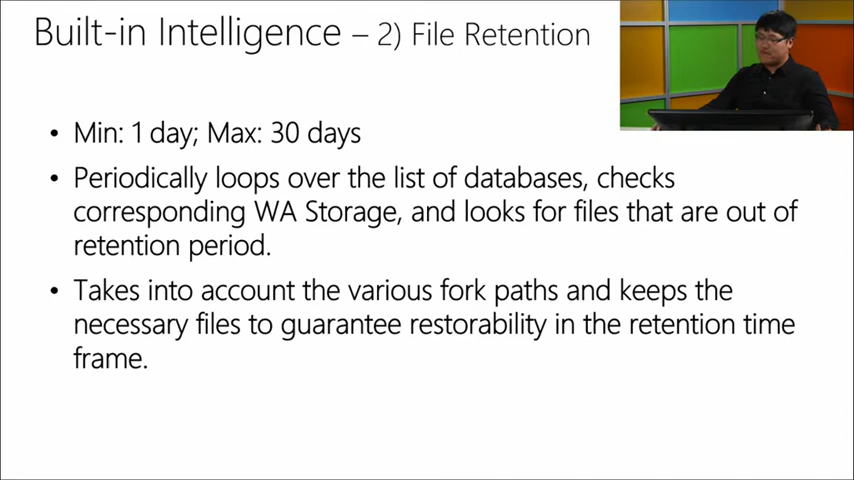 Built-in Intelligence – 2) File Retention
• Min: 1 day; Max: 30 days
• Periodically loops over the list of databases, checks
corresponding WA Storage, and looks for files that are out of
retention period.
• Takes into account the various fork paths and keeps the
necessary files to guarantee restorability in the retention time
frame.